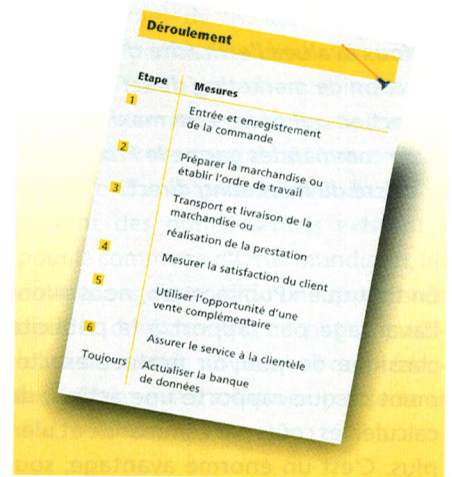 Déroulement
Etape Mesures
1 Entrée et enregistrement
de la commande
2 Préparer la marchandise ou
établir l'ordre de travail
3 Transport et livraison de la
marchandise ou
réalisation de la prestation
4 Mesurer la satisfaction du client
5 Utiliser l'opportunité d'une
vente complémentaire
6 Assurer le service à la clientèle
Toujours Actualiser la banque
de données